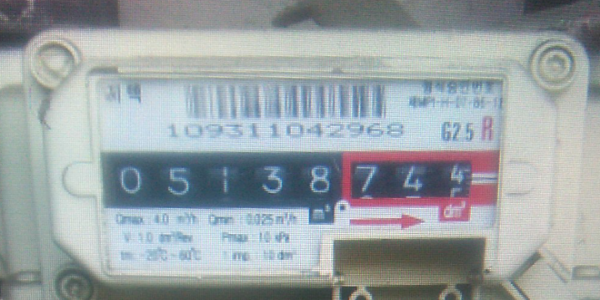 109311042968
G2.5 R
05138744
m³ dm³
Qmax 4.0 m³/h Qmin 0.025 m³/h
V 1.0 dm³/Rev Pmax 10 kPa
tm -20℃~60℃ 1 imp. 10 dm³